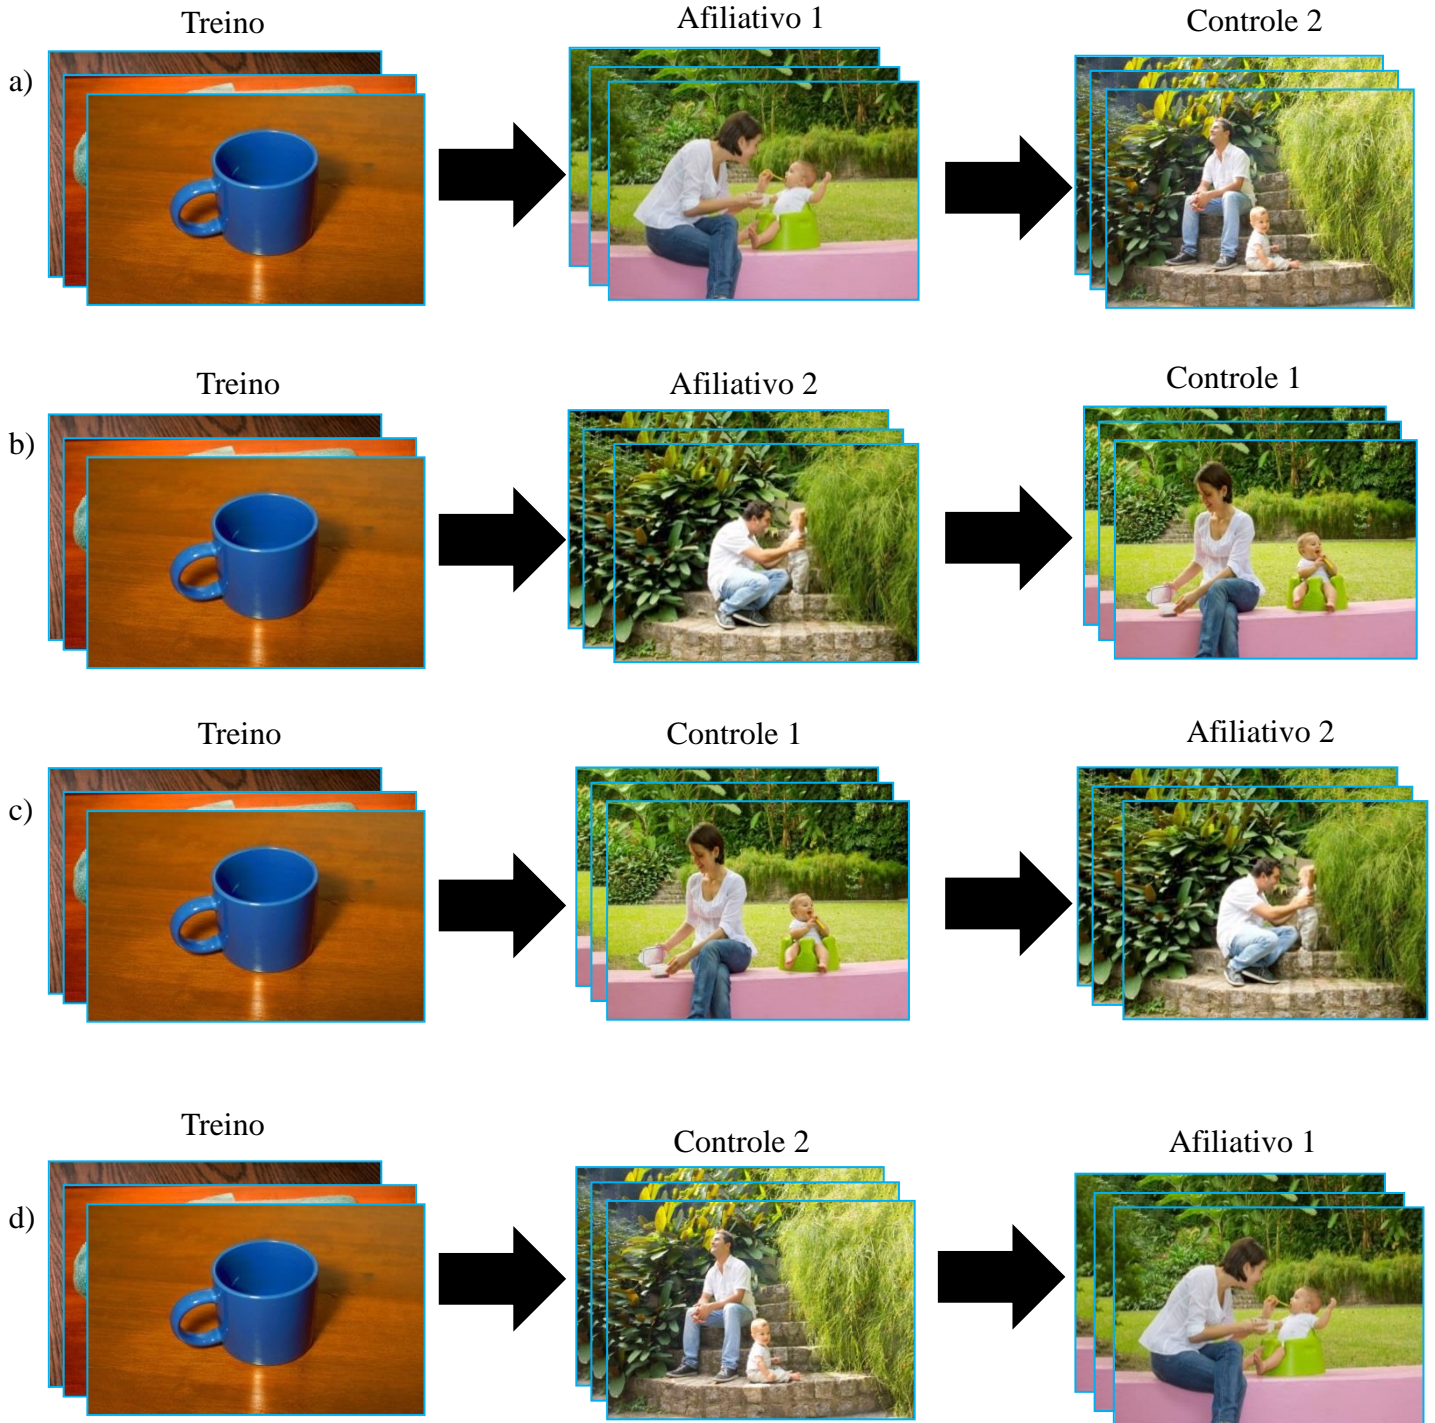 Treino
Afiliativo 1
Controle 2
a)
Treino
Afiliativo 2
Controle 1
b)
Treino
Controle 1
Afiliativo 2
c)
Treino
Controle 2
Afiliativo 1
d)